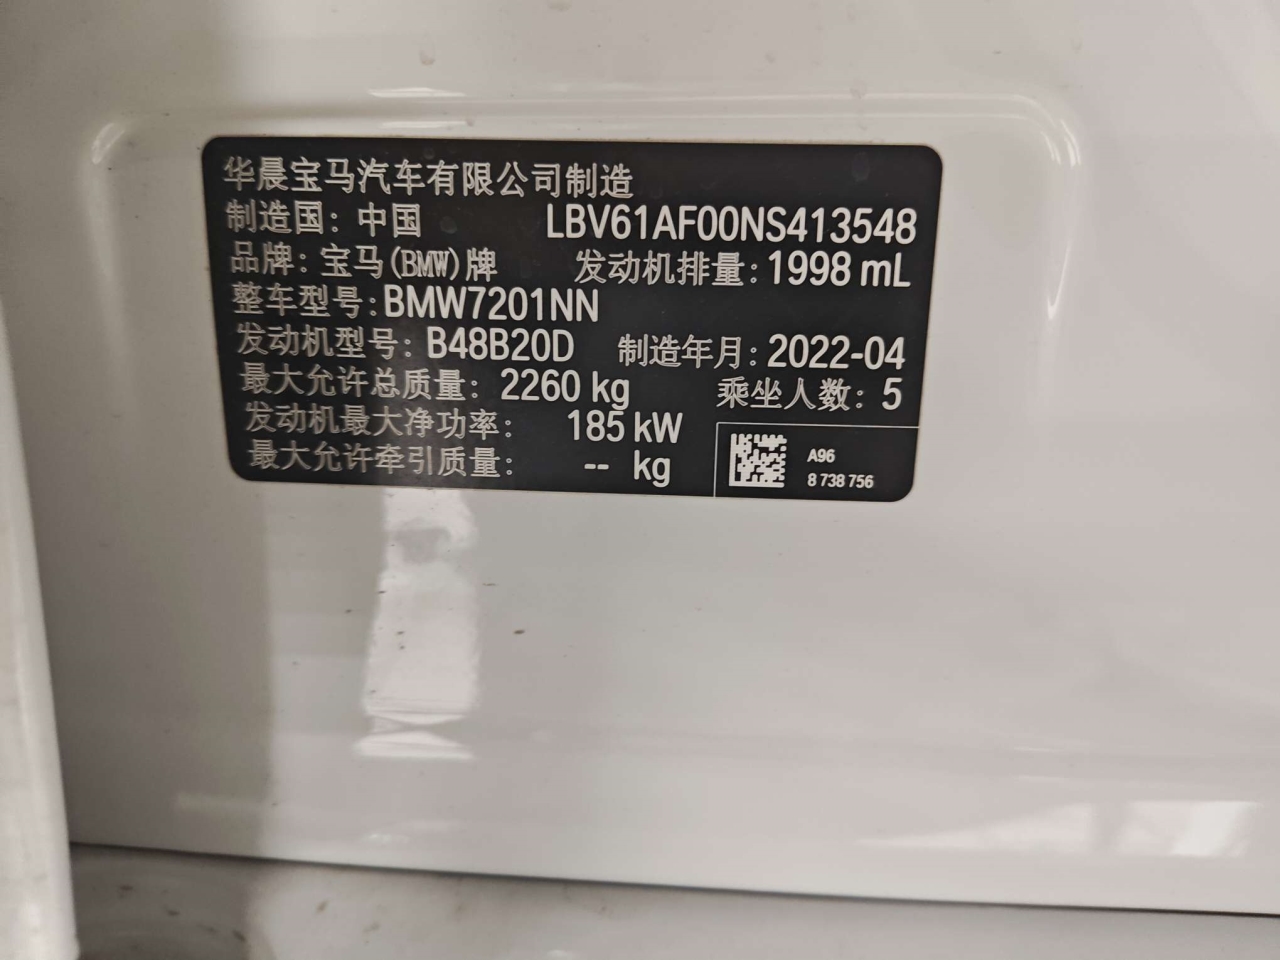 华晨宝马汽车有限公司制造
制造国: 中国 LBV61AF00NS413548
品牌: 宝马(BMW)牌 发动机排量: 1998 mL
整车型号: BMW7201NN
发动机型号: B48B20D 制造年月: 2022-04
最大允许总质量: 2260 kg 乘坐人数: 5
发动机最大净功率: 185 kW
最大允许牵引质量: -- kg
A96
8 738 756